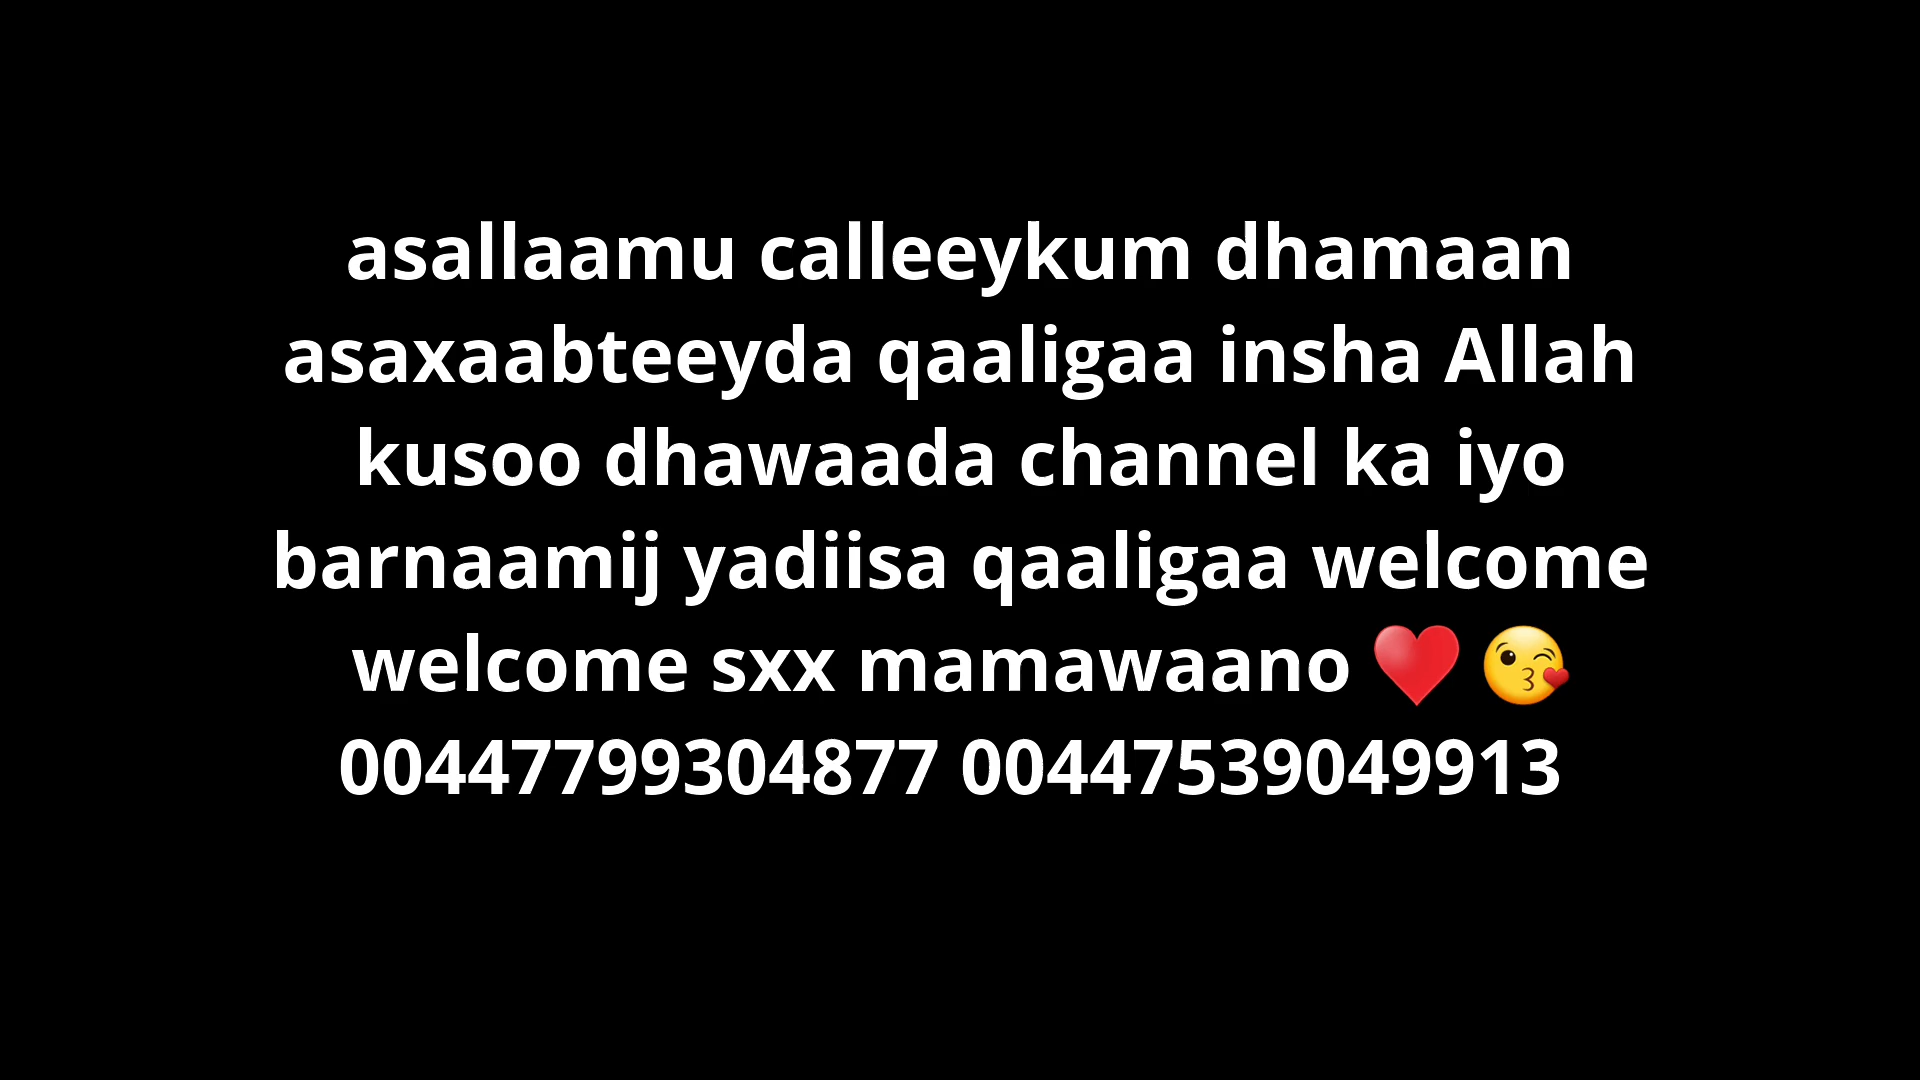 asallaamu calleeykum dhamaan
asaxaabteeyda qaaligaa insha Allah
kusoo dhawaada channel ka iyo
barnaamij yadiisa qaaligaa welcome
welcome sxx mamawaano ♥️ 😘
00447799304877 00447539049913